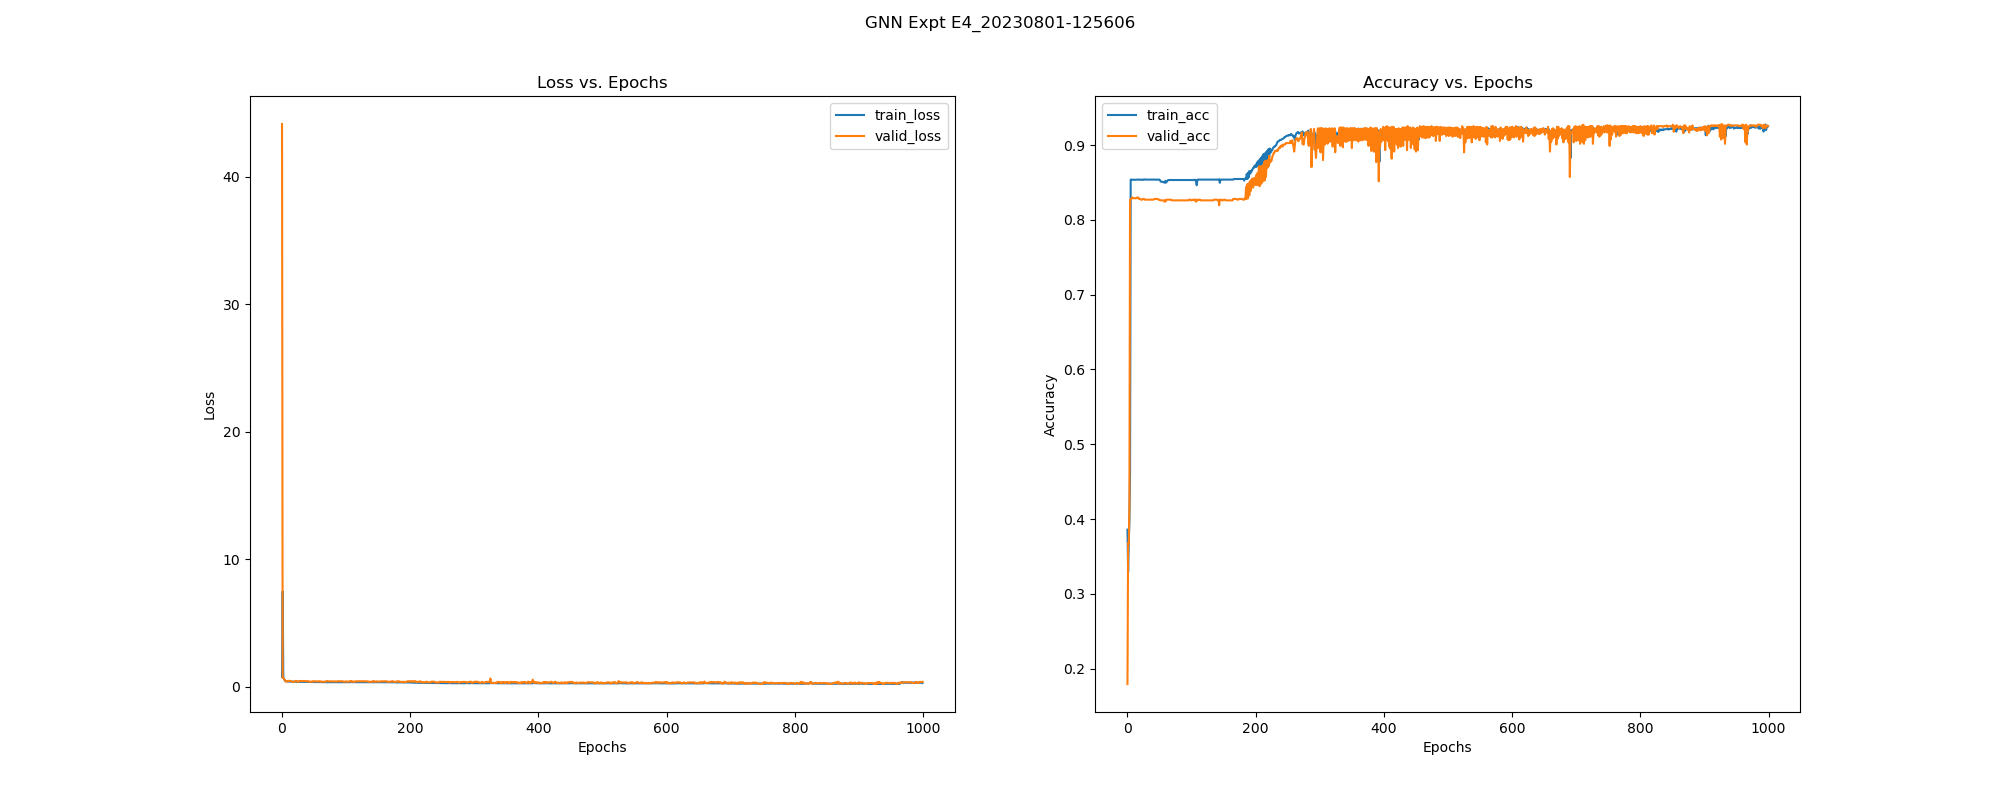 GNN Expt E4_20230801-125606
Loss vs. Epochs
train_loss
valid_loss
40
30
20
10
0
Loss
0
200
400
600
800
1000
Epochs
Accuracy vs. Epochs
train_acc
valid_acc
0.9
0.8
0.7
0.6
0.5
0.4
0.3
0.2
Accuracy
0
200
400
600
800
1000
Epochs